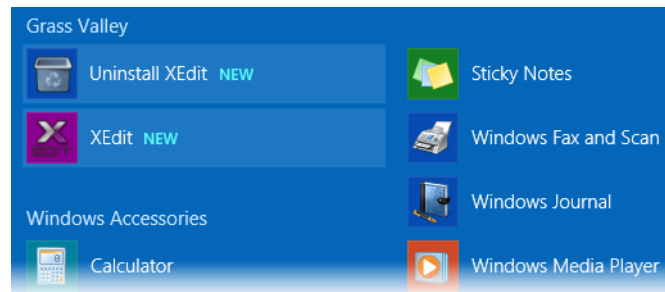 Grass Valley
Uninstall XEdit NEW
XEdit NEW
Windows Accessories
Calculator
Sticky Notes
Windows Fax and Scan
Windows Journal
Windows Media Player